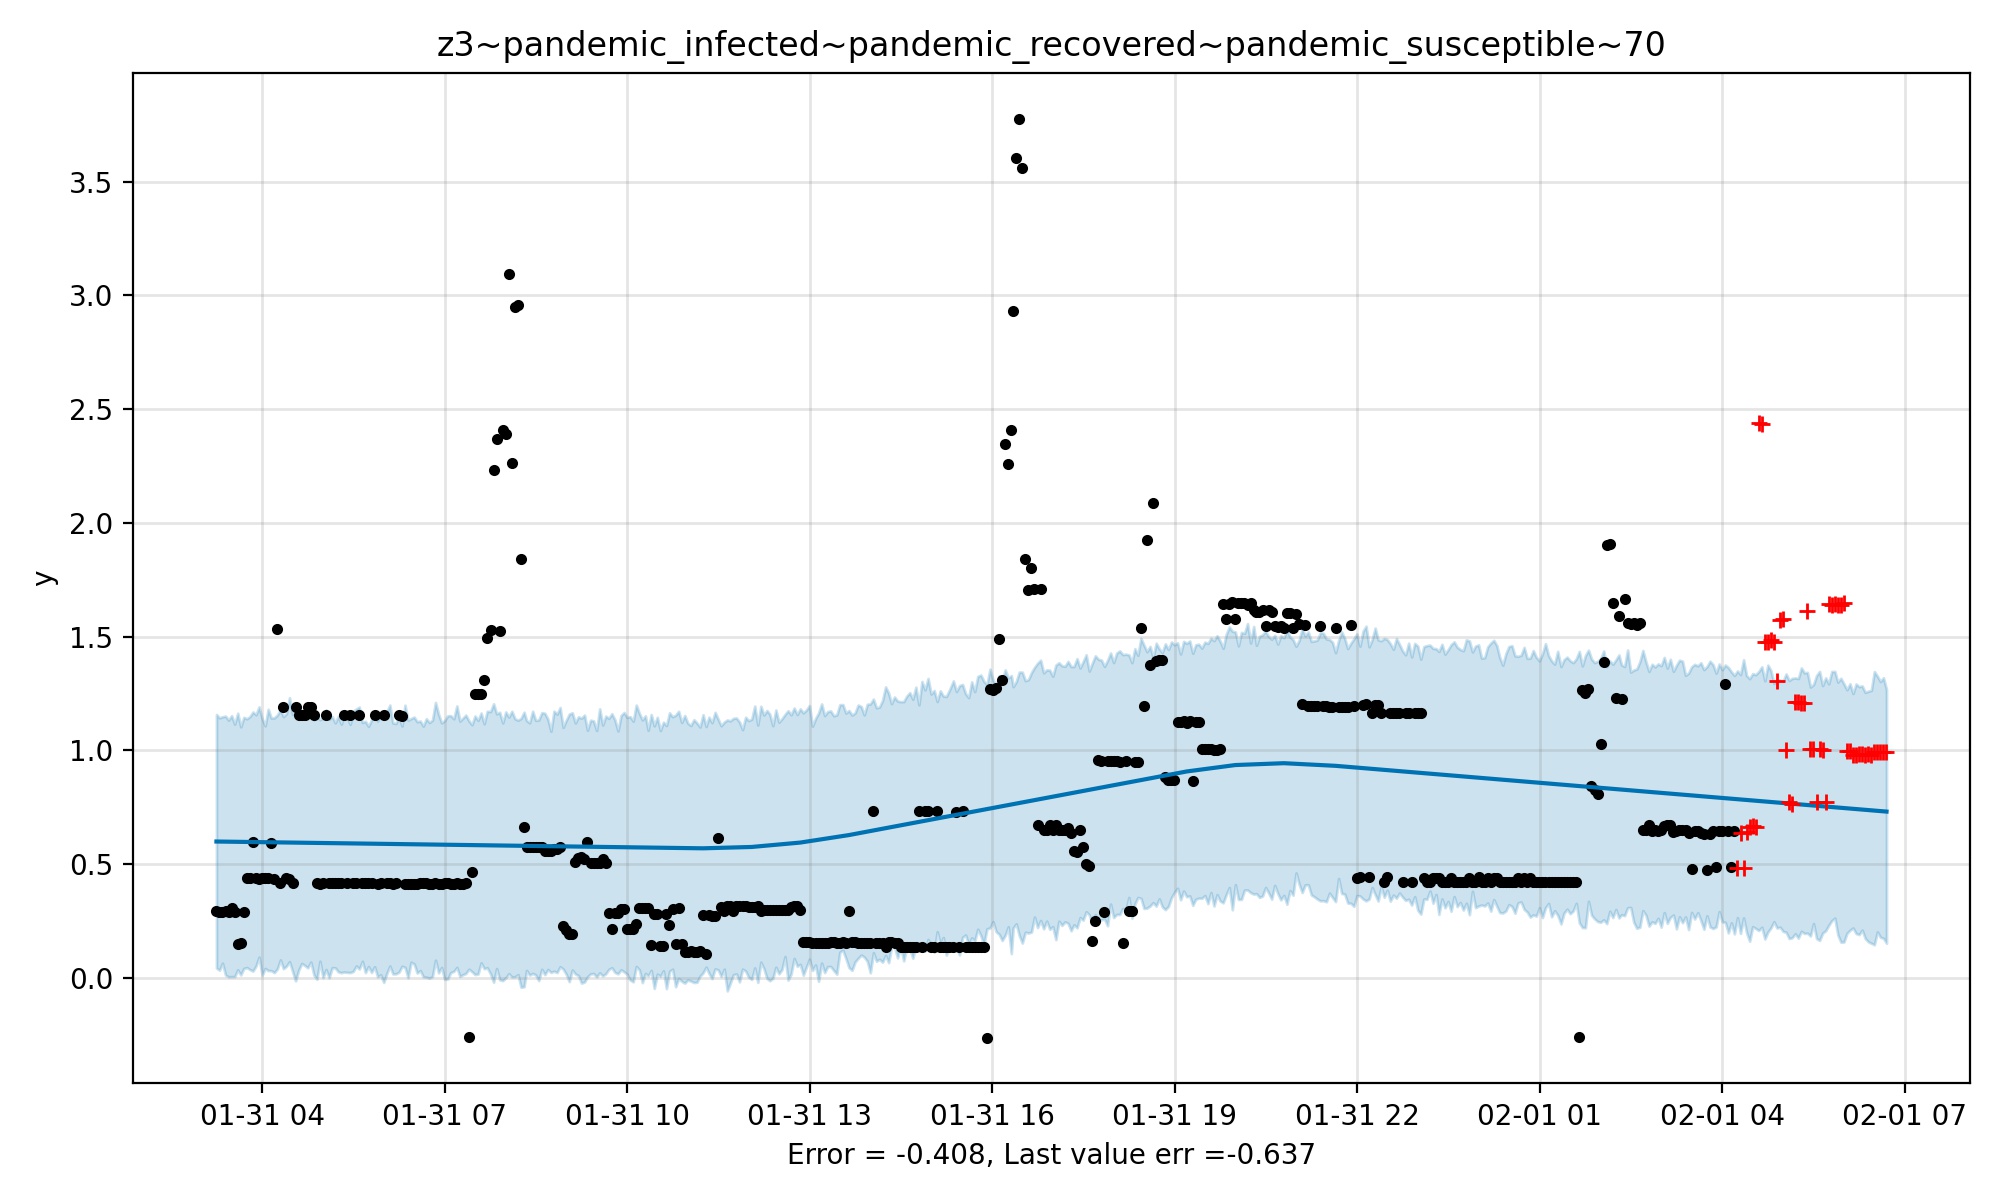 z3~pandemic_infected~pandemic_recovered~pandemic_susceptible~70
y
3.5
3.0
2.5
2.0
1.5
1.0
0.5
0.0
01-31 04 01-31 07 01-31 10 01-31 13 01-31 16 01-31 19 01-31 22 02-01 01 02-01 04 02-01 07
Error = -0.408, Last value err =-0.637